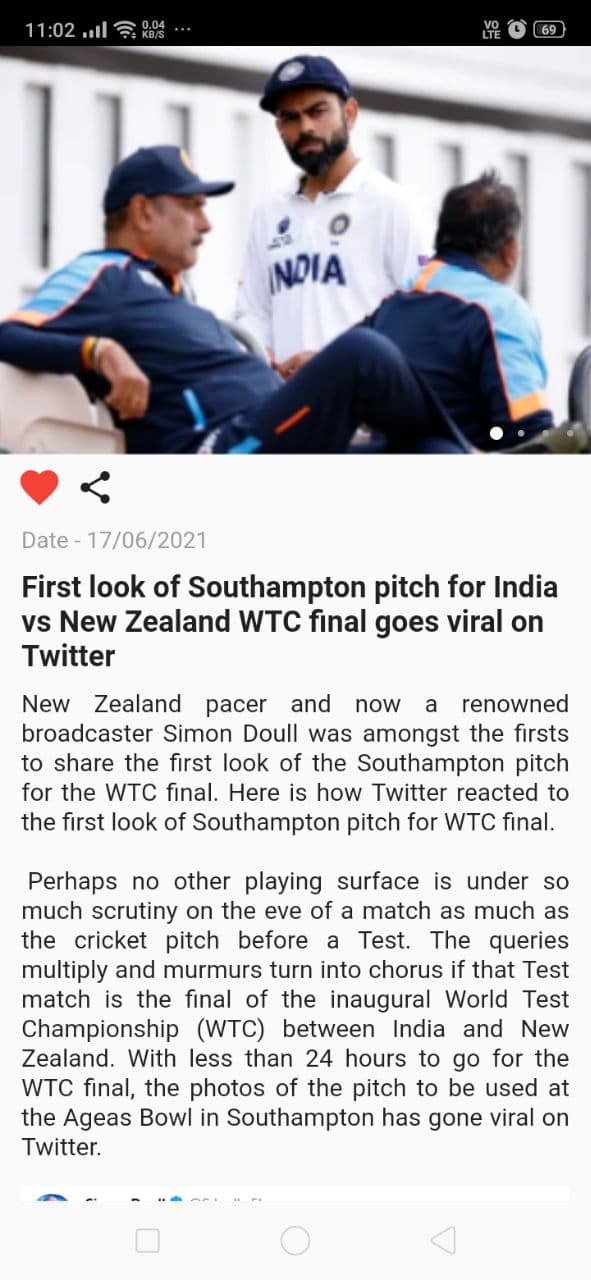 11:02 0.04 KB/S ... VO LTE 69
INDIA
Date - 17/06/2021
First look of Southampton pitch for India
vs New Zealand WTC final goes viral on
Twitter
New Zealand pacer and now a renowned
broadcaster Simon Doull was amongst the firsts
to share the first look of the Southampton pitch
for the WTC final. Here is how Twitter reacted to
the first look of Southampton pitch for WTC final.
Perhaps no other playing surface is under so
much scrutiny on the eve of a match as much as
the cricket pitch before a Test. The queries
multiply and murmurs turn into chorus if that Test
match is the final of the inaugural World Test
Championship (WTC) between India and New
Zealand. With less than 24 hours to go for the
WTC final, the photos of the pitch to be used at
the Ageas Bowl in Southampton has gone viral on
Twitter.